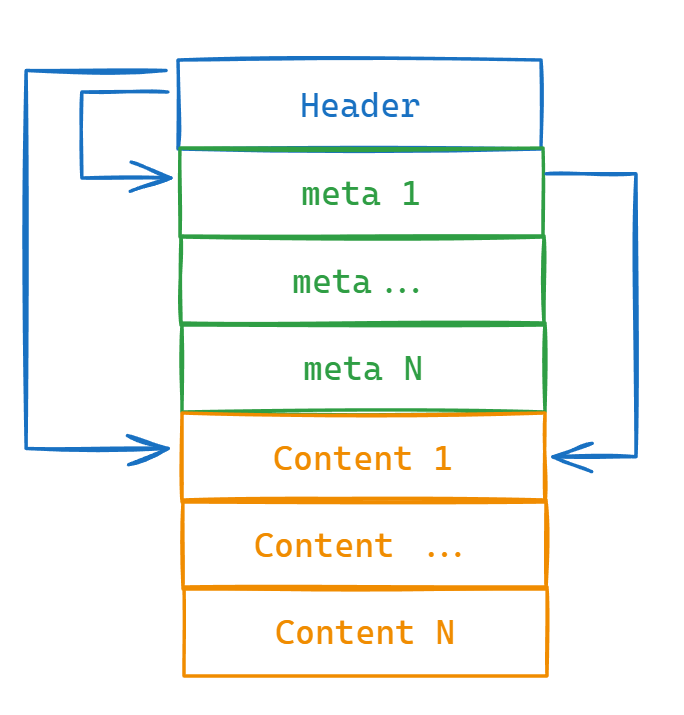 Header
meta 1
meta ...
meta N
Content 1
Content ...
Content N